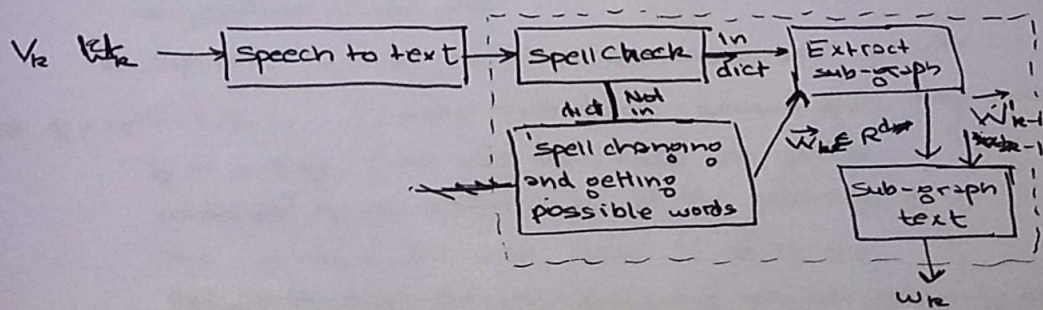 Vk
speech to text
spell check
in
dict
Extract
sub-graph
dict Not
in
spell changing
and getting
possible words
W⃗k ∈ R^d
W⃗'k-1
sub-graph
text
wk